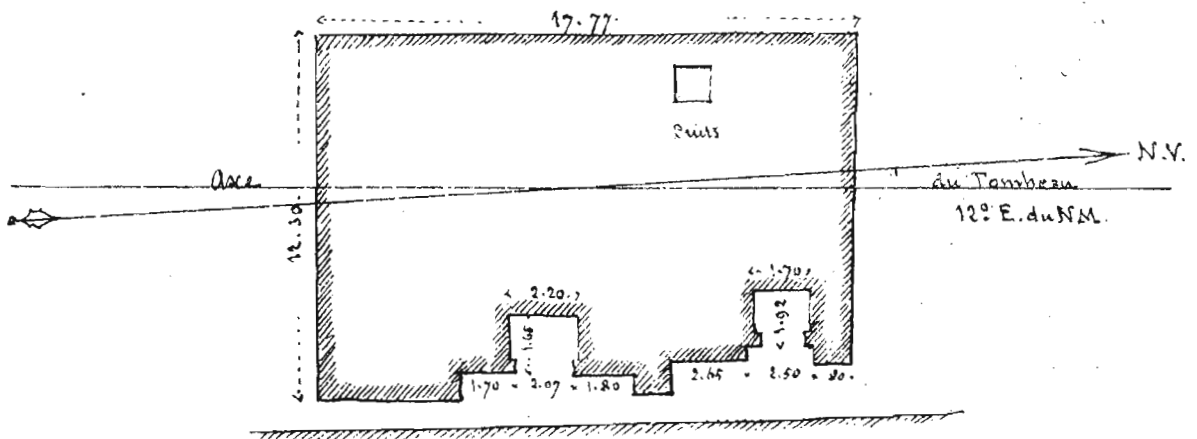 17.77
Puits
N.V.
Axe
du Tombeau
12° E. du N.M.
12.30
2.20
1.70
1.65
1.92
1.70 × 2.07 × 1.80
2.65 × 2.50 × 80